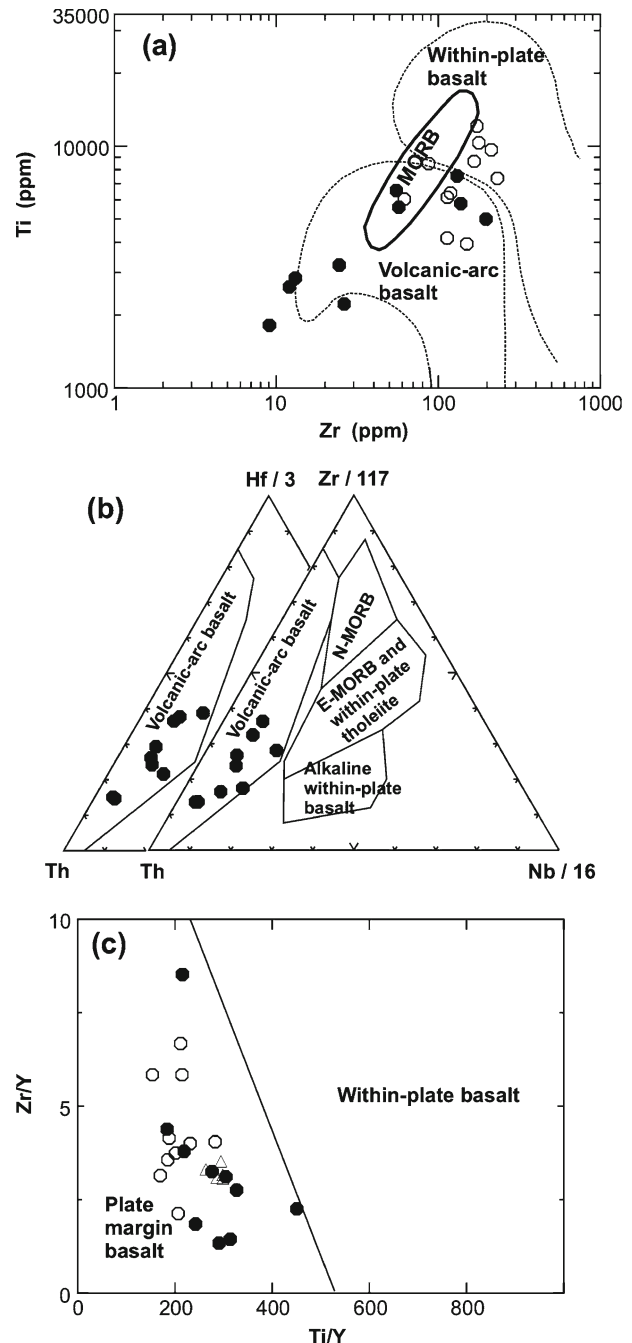 (a)
35000
10000
1000
Ti (ppm)
Within-plate
basalt
MORB
Volcanic-arc
basalt
1
10
100
1000
Zr (ppm)
(b)
Hf / 3
Zr / 117
Volcanic-arc basalt
Volcanic-arc basalt
N-MORB
E-MORB and
within-plate
tholeiite
Alkaline
within-plate
basalt
Th
Th
Nb / 16
(c)
10
5
0
Zr/Y
Within-plate basalt
Plate
margin
basalt
0
200
400
600
800
Ti/Y